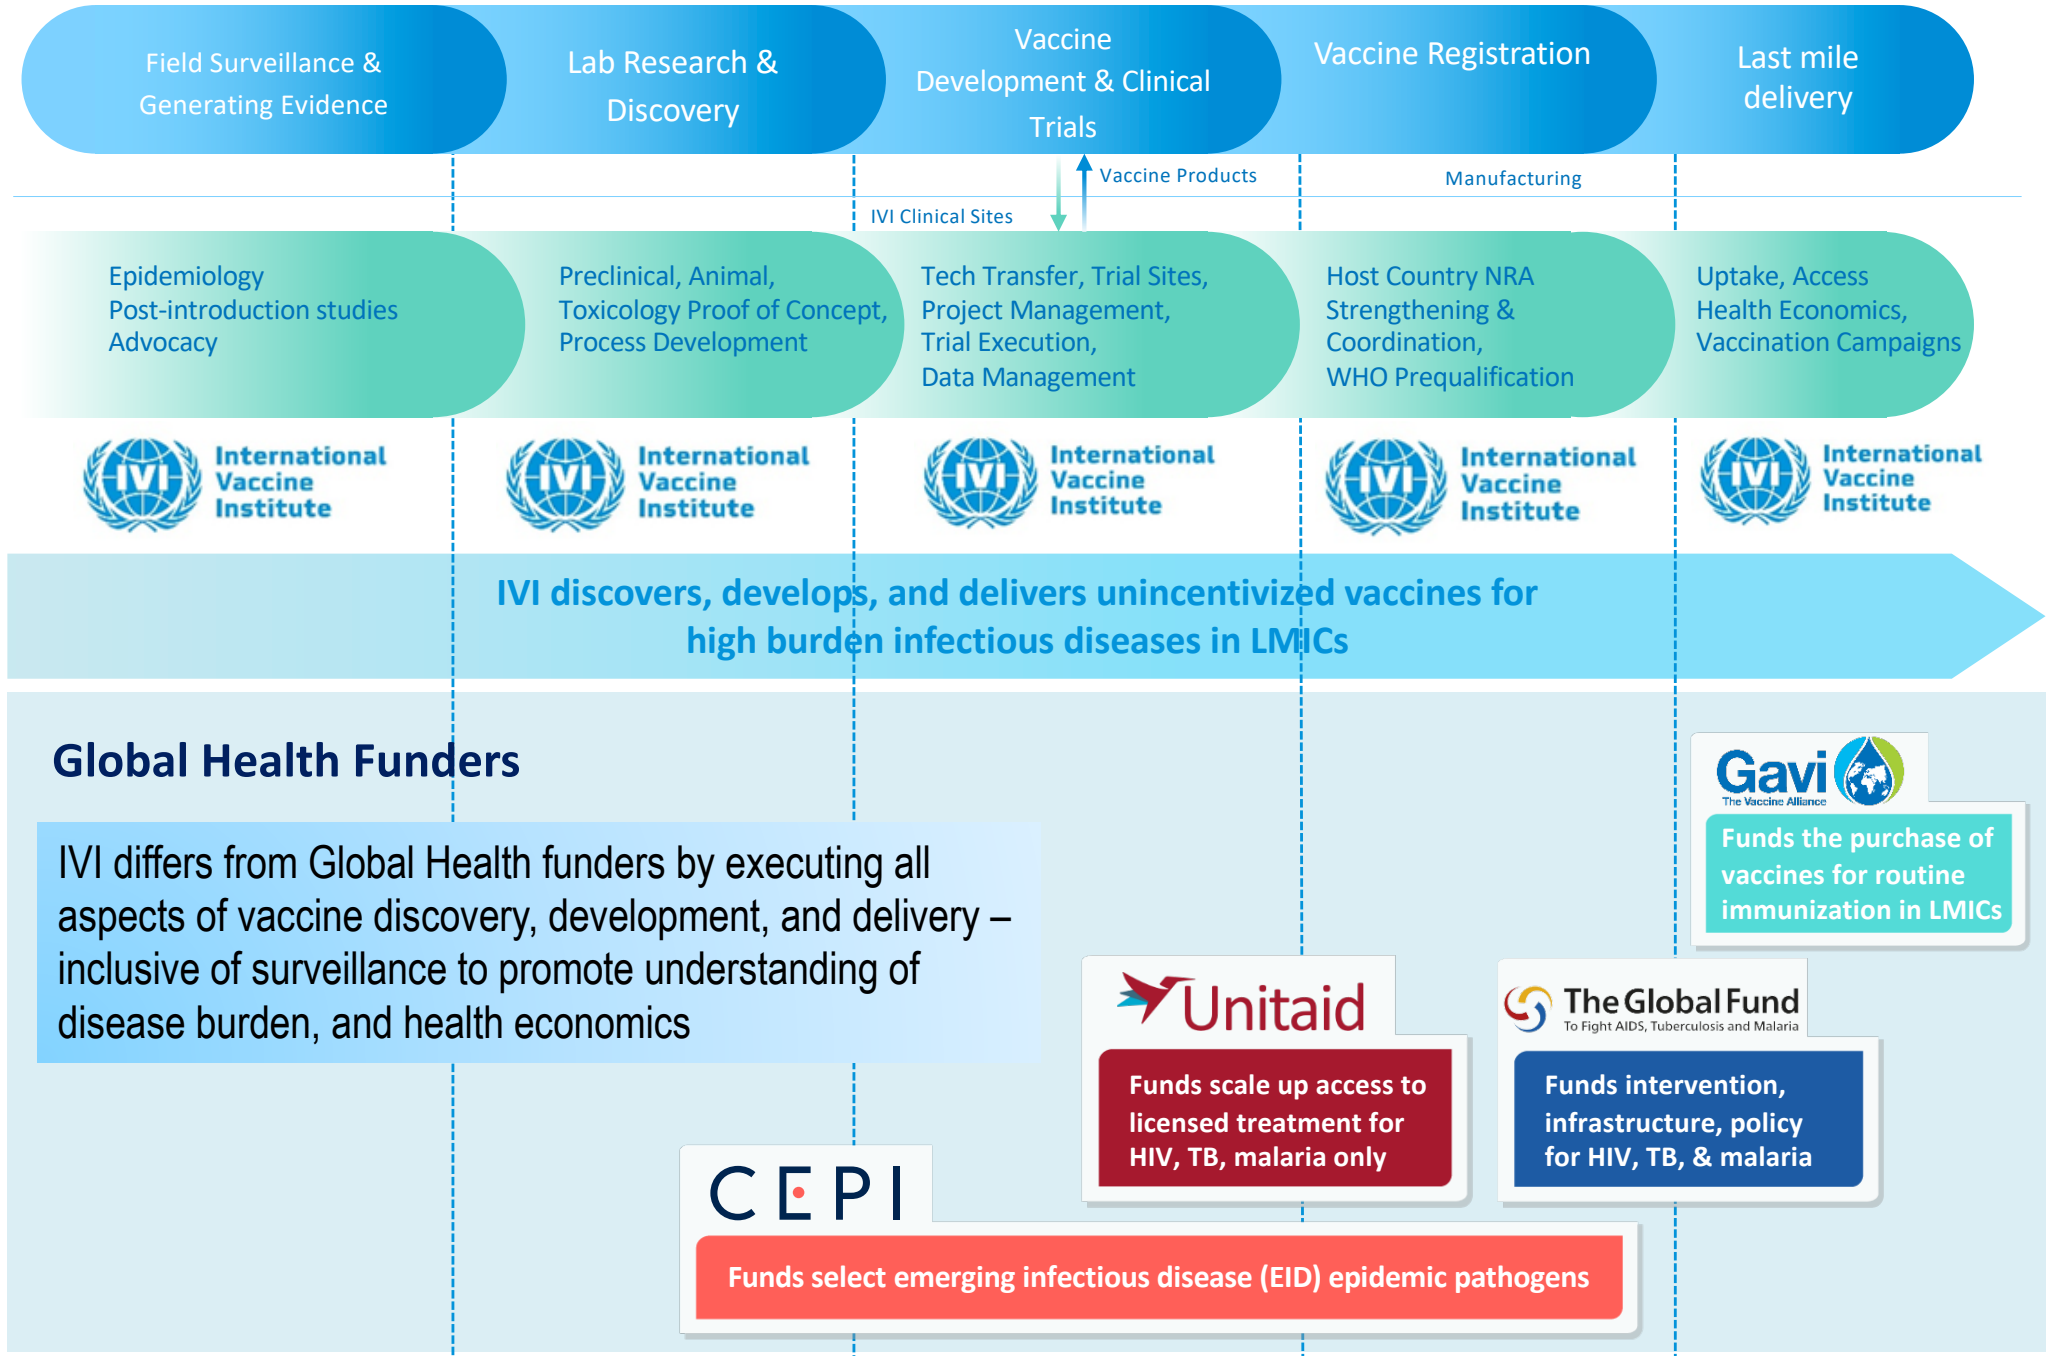 Field Surveillance &
Generating Evidence
Lab Research &
Discovery
Vaccine
Development & Clinical
Trials
Vaccine Registration
Last mile
delivery
Vaccine Products
Manufacturing
IVI Clinical Sites
Epidemiology
Post-introduction studies
Advocacy
Preclinical, Animal,
Toxicology Proof of Concept,
Process Development
Tech Transfer, Trial Sites,
Project Management,
Trial Execution,
Data Management
Host Country NRA
Strengthening &
Coordination,
WHO Prequalification
Uptake, Access
Health Economics,
Vaccination Campaigns
IVI
International
Vaccine
Institute
IVI
International
Vaccine
Institute
IVI
International
Vaccine
Institute
IVI
International
Vaccine
Institute
IVI
International
Vaccine
Institute
IVI discovers, develops, and delivers unincentivized vaccines for
high burden infectious diseases in LMICs
Global Health Funders
IVI differs from Global Health funders by executing all
aspects of vaccine discovery, development, and delivery –
inclusive of surveillance to promote understanding of
disease burden, and health economics
Gavi
The Vaccine Alliance
Funds the purchase of
vaccines for routine
immunization in LMICs
Unitaid
Funds scale up access to
licensed treatment for
HIV, TB, malaria only
The Global Fund
To Fight AIDS, Tuberculosis and Malaria
Funds intervention,
infrastructure, policy
for HIV, TB, & malaria
CEPI
Funds select emerging infectious disease (EID) epidemic pathogens